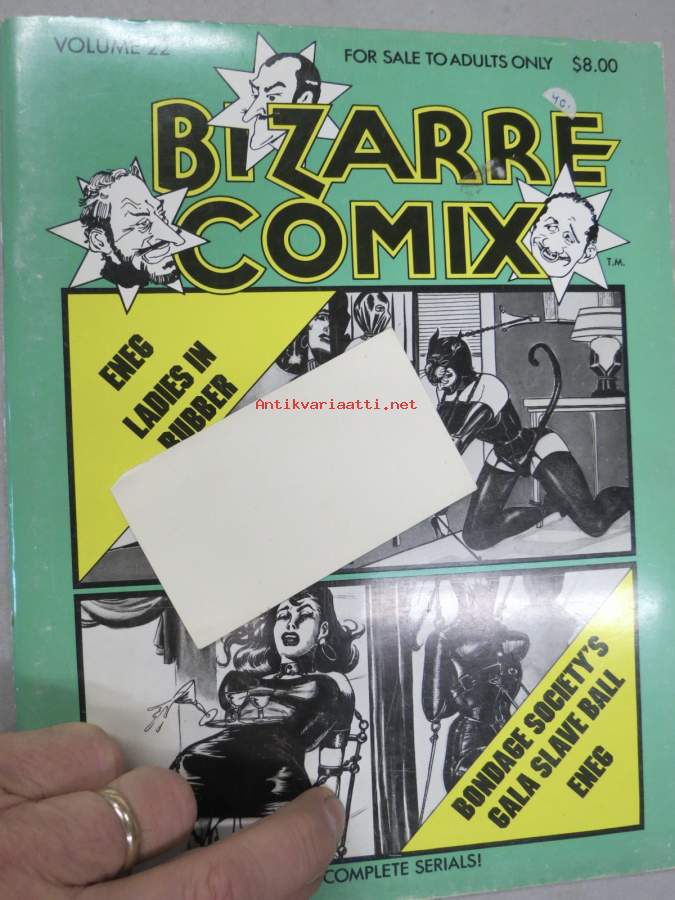 VOLUME 22
FOR SALE TO ADULTS ONLY $8.00
40.-
BIZARRE
COMIX
T.M.
ENEG
LADIES IN
RUBBER
Antikvariaatti.net
BONDAGE SOCIETY'S
GALA SLAVE BALL
ENEG
COMPLETE SERIALS!